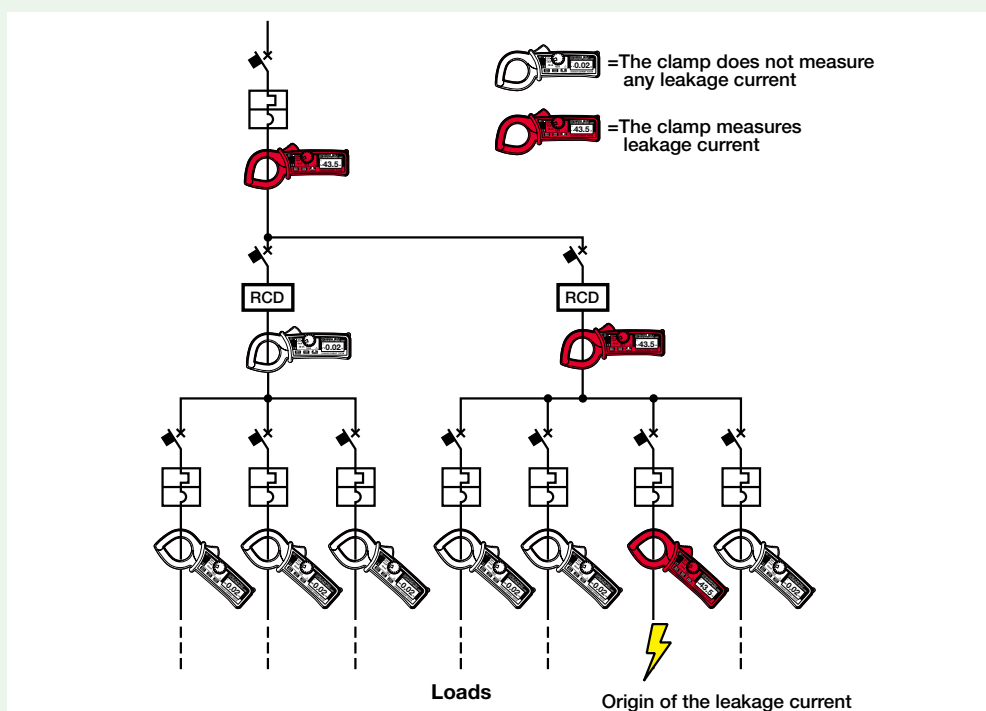 =The clamp does not measure
any leakage current
-0.02
=The clamp measures
leakage current
43.5
43.5
RCD
RCD
-0.02
43.5
-0.02
-0.02
-0.02
-0.02
-0.02
43.5
-0.02
Loads
Origin of the leakage current